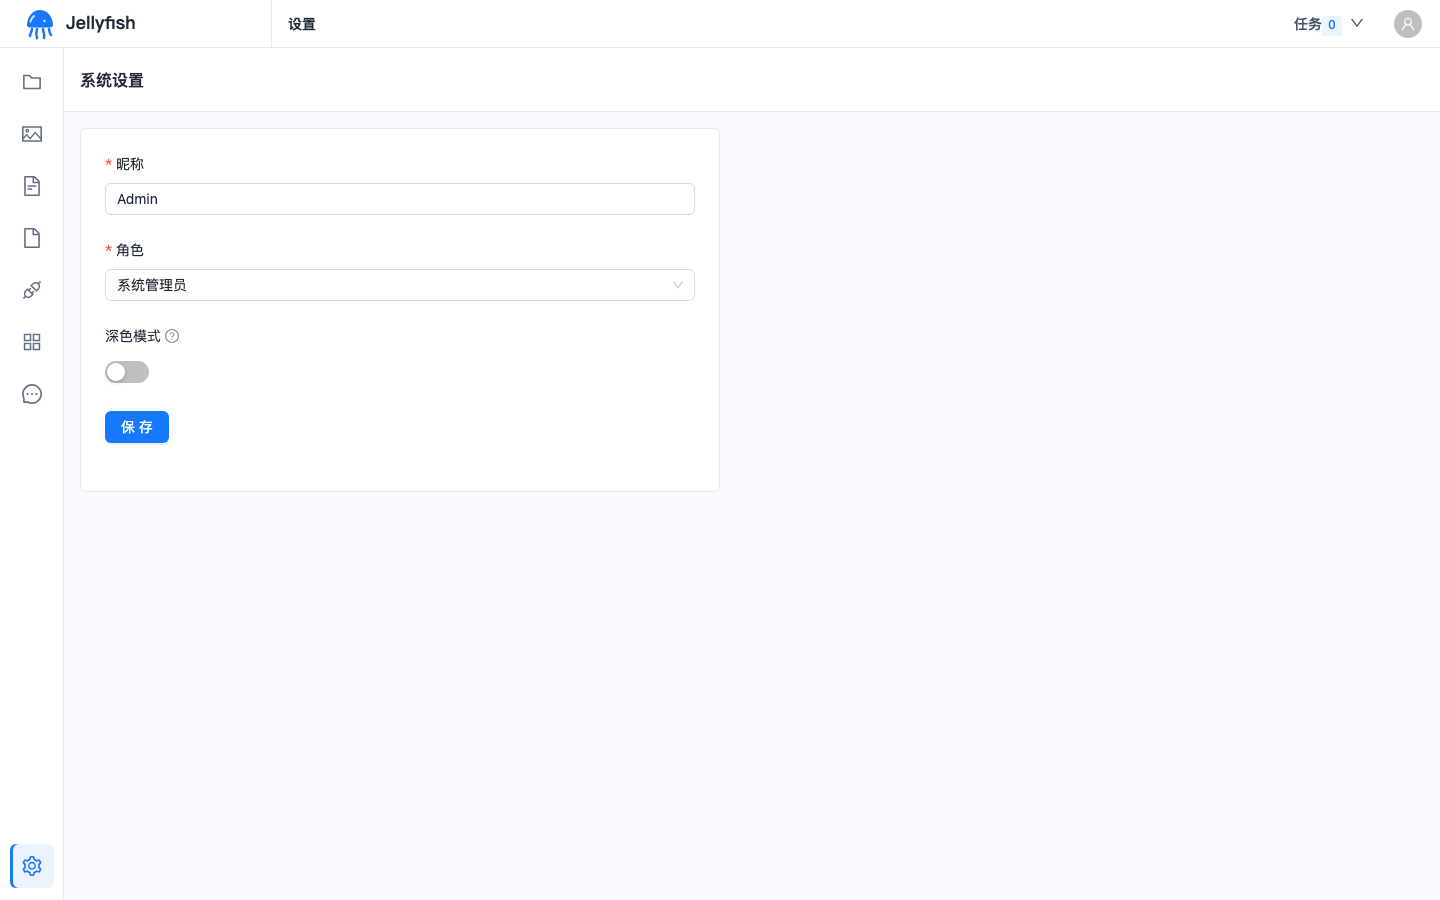 Jellyfish
设置
任务 0
系统设置
* 昵称
Admin
* 角色
系统管理员
深色模式
保 存